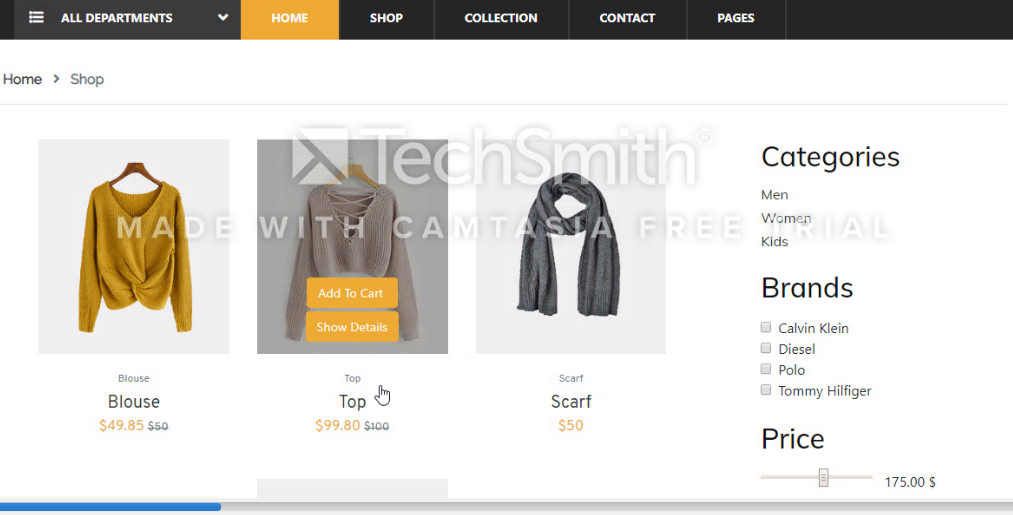 ALL DEPARTMENTS HOME SHOP COLLECTION CONTACT PAGES
Home > Shop
TechSmith®
MADE WITH CAMTASIA FREE TRIAL
Add To Cart
Show Details
Blouse
Blouse
$49.85 $50
Top
Top
$99.80 $100
Scarf
Scarf
$50
Categories
Men
Women
Kids
Brands
Calvin Klein
Diesel
Polo
Tommy Hilfiger
Price
175.00 $